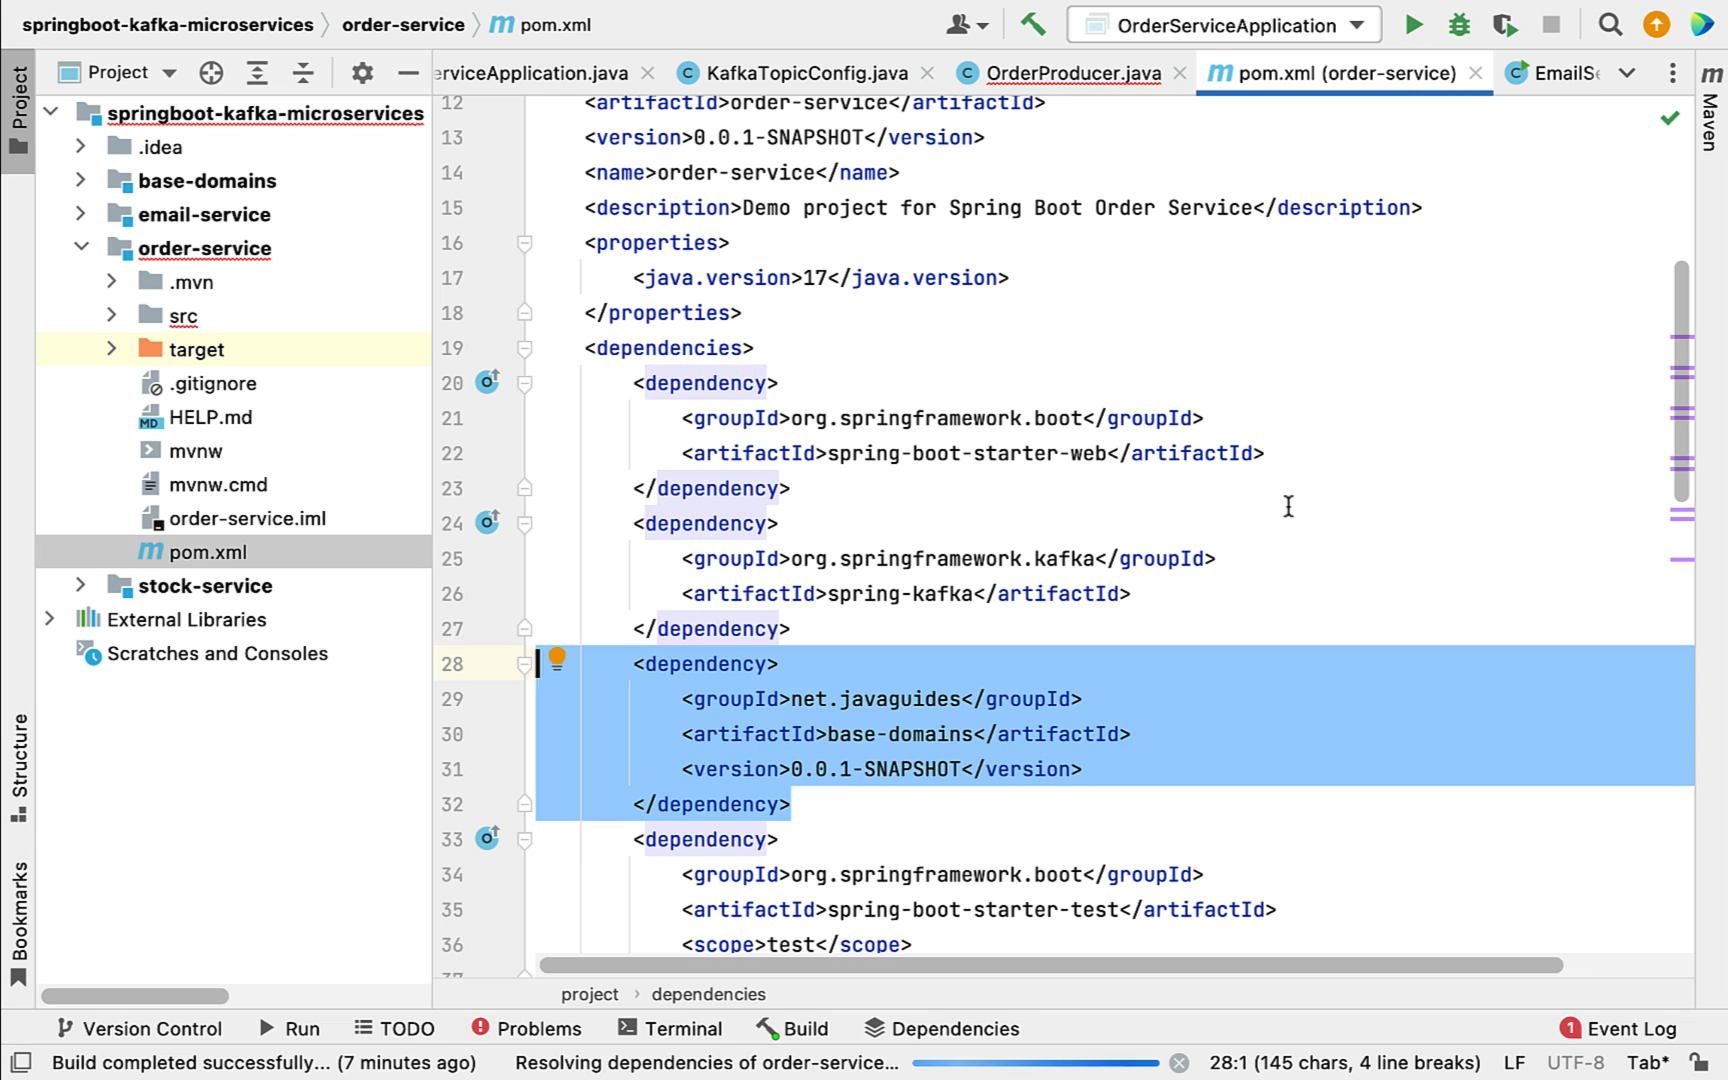 springboot-kafka-microservices order-service m pom.xml
OrderServiceApplication
Project
erviceApplication.java KafkaTopicConfig.java OrderProducer.java pom.xml (order-service) EmailSe
Project
springboot-kafka-microservices
.idea
base-domains
email-service
order-service
.mvn
src
target
.gitignore
HELP.md
mvnw
mvnw.cmd
order-service.iml
pom.xml
stock-service
External Libraries
Scratches and Consoles
Structure
Bookmarks
12 <artifactId>order-service</artifactId>
13 <version>0.0.1-SNAPSHOT</version>
14 <name>order-service</name>
15 <description>Demo project for Spring Boot Order Service</description>
16 <properties>
17 <java.version>17</java.version>
18 </properties>
19 <dependencies>
20 <dependency>
21 <groupId>org.springframework.boot</groupId>
22 <artifactId>spring-boot-starter-web</artifactId>
23 </dependency>
24 <dependency>
25 <groupId>org.springframework.kafka</groupId>
26 <artifactId>spring-kafka</artifactId>
27 </dependency>
28 <dependency>
29 <groupId>net.javaguides</groupId>
30 <artifactId>base-domains</artifactId>
31 <version>0.0.1-SNAPSHOT</version>
32 </dependency>
33 <dependency>
34 <groupId>org.springframework.boot</groupId>
35 <artifactId>spring-boot-starter-test</artifactId>
36 <scope>test</scope>
37
Maven
project dependencies
Version Control Run TODO Problems Terminal Build Dependencies 1 Event Log
Build completed successfully... (7 minutes ago) Resolving dependencies of order-service... 28:1 (145 chars, 4 line breaks) LF UTF-8 Tab*